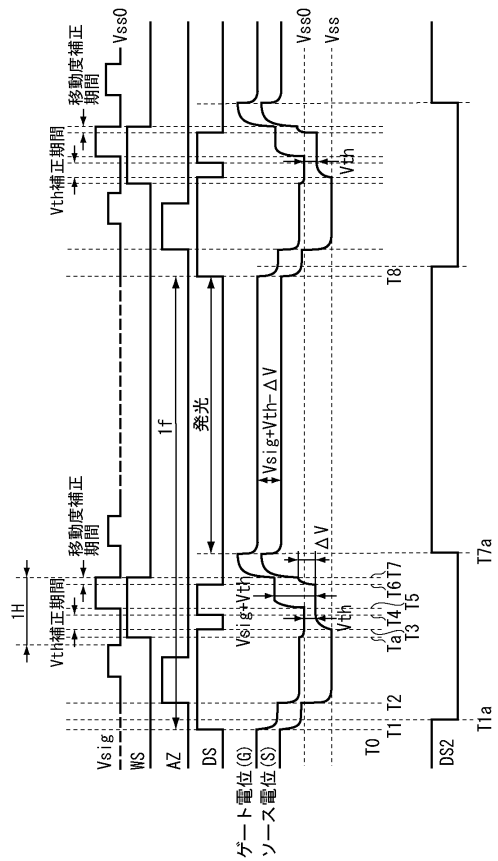 1H
Vth補正期間
移動度補正
期間
Vth補正期間
移動度補正
期間
Vsig
Vss0
WS
AZ
1f
DS
発光
ゲート電位(G)
ソース電位(S)
Vsig+Vth
Vsig+Vth-ΔV
ΔV
Vth
Vth
Vss0
Vss
T0
T1
T2
Ta
T3
T4
T5
T6
T7
T8
DS2
T1a
T7a